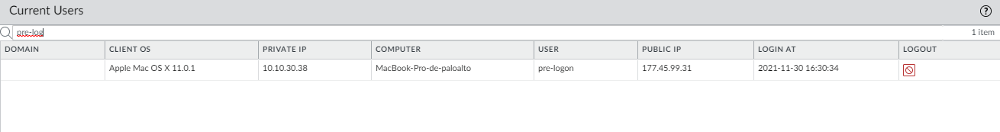 Current Users
pre-log
1 item
DOMAIN CLIENT OS PRIVATE IP COMPUTER USER PUBLIC IP LOGIN AT LOGOUT
Apple Mac OS X 11.0.1 10.10.30.38 MacBook-Pro-de-paloalto pre-logon 177.45.99.31 2021-11-30 16:30:34